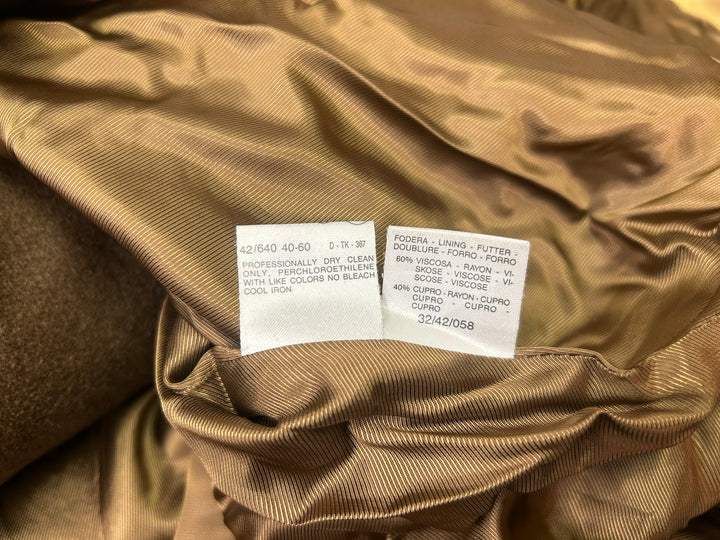 42/640 40-60 D - TK - 367
PROFESSIONALLY DRY CLEAN
ONLY, PERCHLOROETHILENE
WITH LIKE COLORS NO BLEACH
COOL IRON
FODERA - LINING - FUTTER -
DOUBLURE - FORRO - FORRO
60% VISCOSA - RAYON - VI-
SKOSE - VISCOSE - VI-
SCOSE - VISCOSE
40% CUPRO - RAYON - CUPRO
CUPRO - CUPRO -
CUPRO
32/42/058